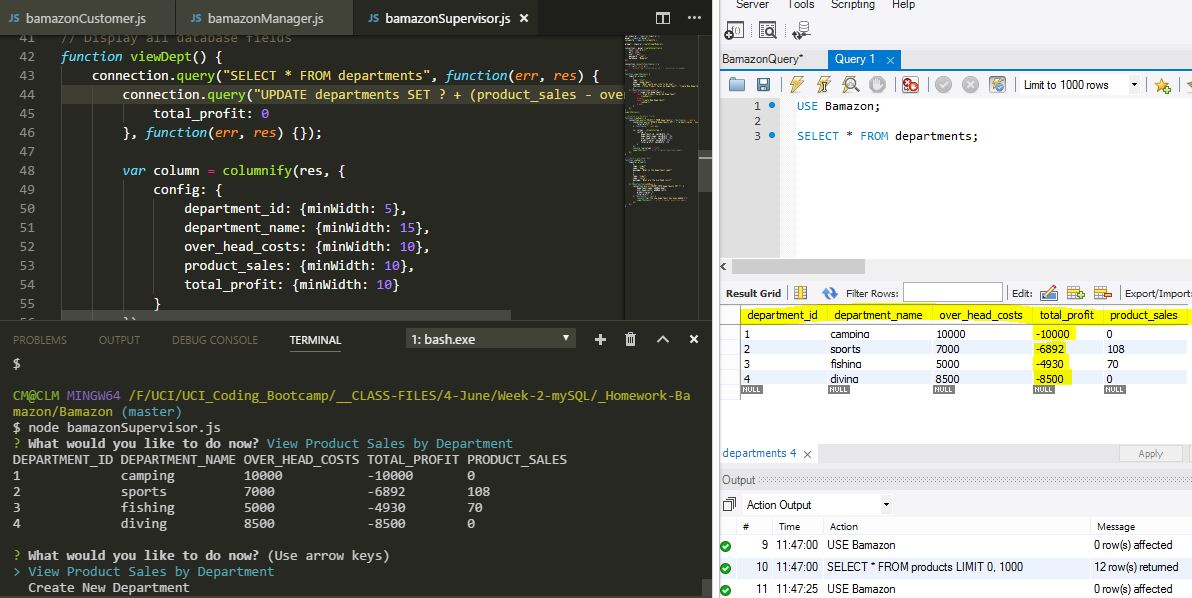 JS bamazonCustomer.js
JS bamazonManager.js
JS bamazonSupervisor.js ×
41 // Display all database fields
42 function viewDept() {
43 connection.query("SELECT * FROM departments", function(err, res) {
44 connection.query("UPDATE departments SET ? + (product_sales - ove
45 total_profit: 0
46 }, function(err, res) {});
47
48 var column = columnify(res, {
49 config: {
50 department_id: {minWidth: 5},
51 department_name: {minWidth: 15},
52 over_head_costs: {minWidth: 10},
53 product_sales: {minWidth: 10},
54 total_profit: {minWidth: 10}
55 }
PROBLEMS OUTPUT DEBUG CONSOLE TERMINAL 1: bash.exe
$
CM@CLM MINGW64 /F/UCI/UCI_Coding_Bootcamp/__CLASS-FILES/4-June/Week-2-mySQL/_Homework-Ba
mazon/Bamazon (master)
$ node bamazonSupervisor.js
? What would you like to do now? View Product Sales by Department
DEPARTMENT_ID DEPARTMENT_NAME OVER_HEAD_COSTS TOTAL_PROFIT PRODUCT_SALES
1 camping 10000 -10000 0
2 sports 7000 -6892 108
3 fishing 5000 -4930 70
4 diving 8500 -8500 0
? What would you like to do now? (Use arrow keys)
> View Product Sales by Department
Create New Department
Server Tools Scripting Help
BamazonQuery* Query 1 ×
Limit to 1000 rows
1 USE Bamazon;
2
3 SELECT * FROM departments;
Result Grid Filter Rows: Edit: Export/Import:
department_id department_name over_head_costs total_profit product_sales
1 camping 10000 -10000 0
2 sports 7000 -6892 108
3 fishing 5000 -4930 70
4 diving 8500 -8500 0
NULL NULL NULL NULL NULL
departments 4 × Apply
Output
Action Output
# Time Action Message
9 11:47:00 USE Bamazon 0 row(s) affected
10 11:47:00 SELECT * FROM products LIMIT 0, 1000 12 row(s) returned
11 11:47:25 USE Bamazon 0 row(s) affected